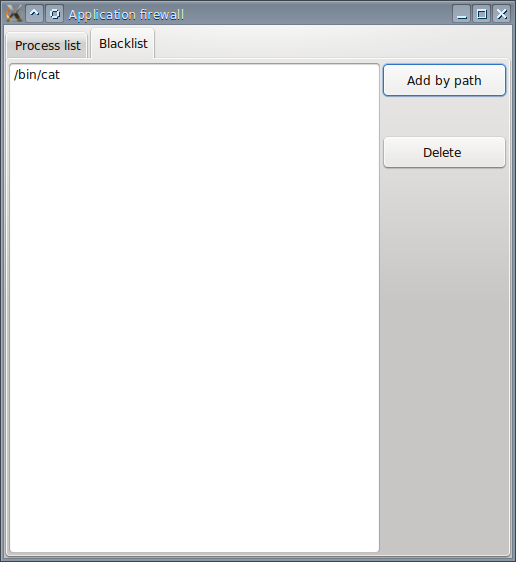 Application firewall
Process list
Blacklist
/bin/cat
Add by path
Delete